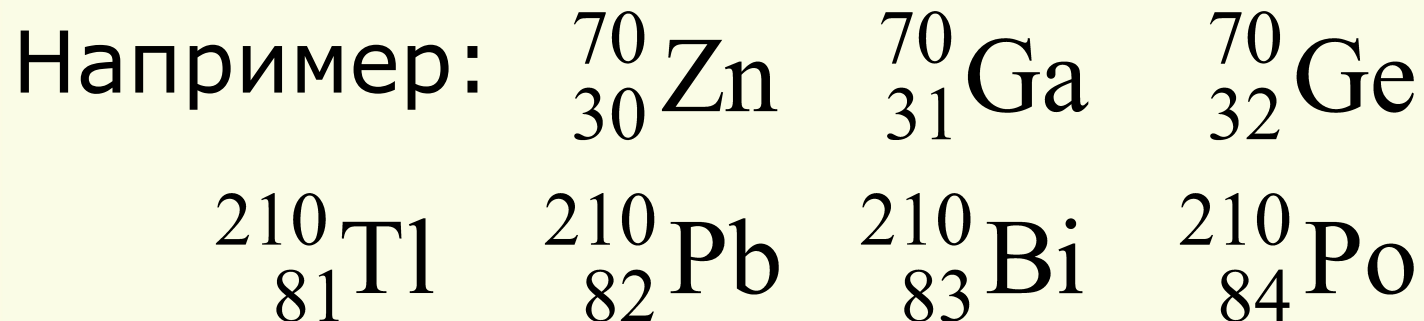 Например: ⁷⁰₃₀Zn ⁷⁰₃₁Ga ⁷⁰₃₂Ge
²¹⁰₈₁Tl ²¹⁰₈₂Pb ²¹⁰₈₃Bi ²¹⁰₈₄Po